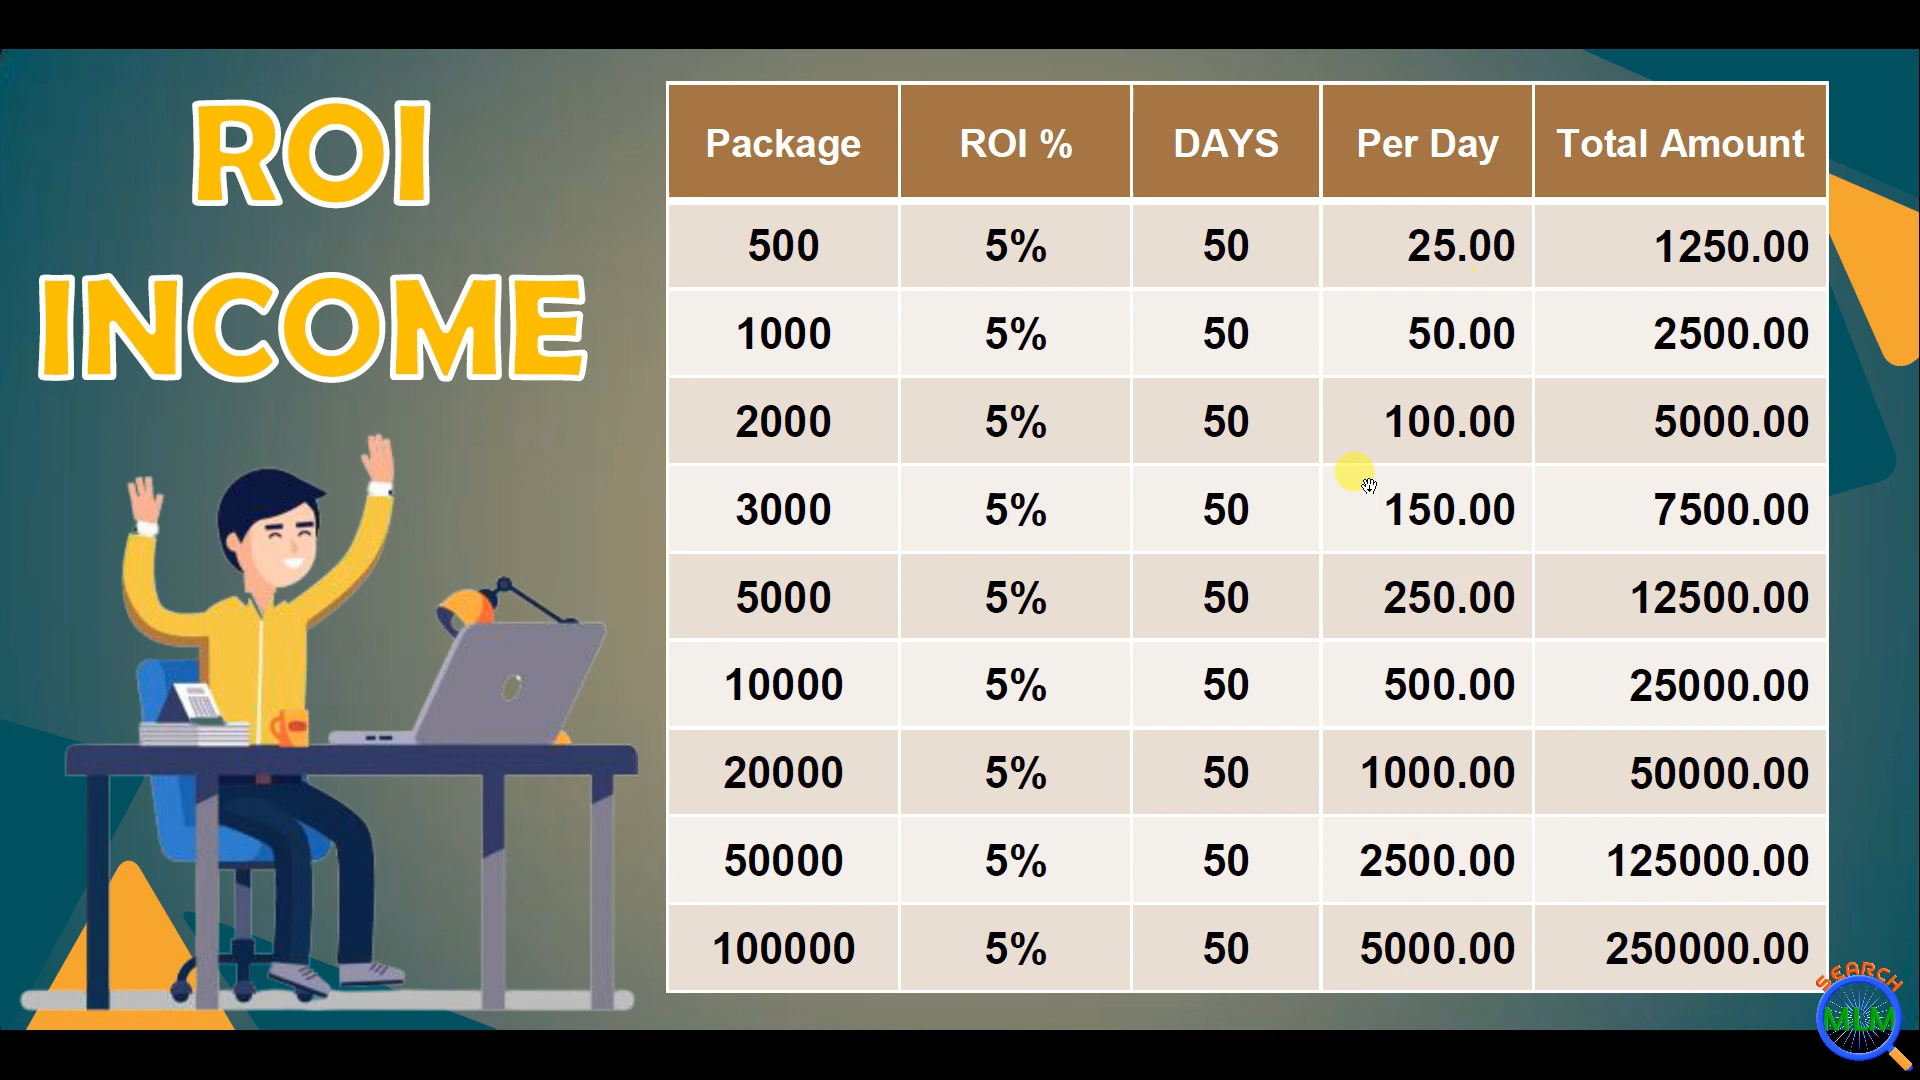 ROI
INCOME
Package ROI % DAYS Per Day Total Amount
500 5% 50 25.00 1250.00
1000 5% 50 50.00 2500.00
2000 5% 50 100.00 5000.00
3000 5% 50 150.00 7500.00
5000 5% 50 250.00 12500.00
10000 5% 50 500.00 25000.00
20000 5% 50 1000.00 50000.00
50000 5% 50 2500.00 125000.00
100000 5% 50 5000.00 250000.00
SEARCH
MLM